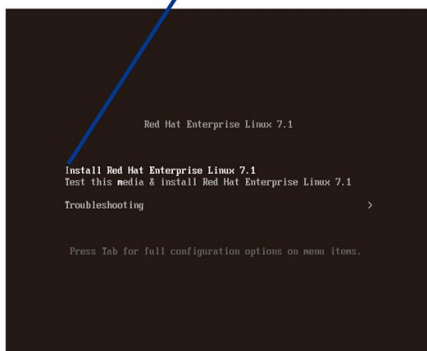 Red Hat Enterprise Linux 7.1
Install Red Hat Enterprise Linux 7.1
Test this media & install Red Hat Enterprise Linux 7.1
Troubleshooting >
Press Tab for full configuration options on menu items.